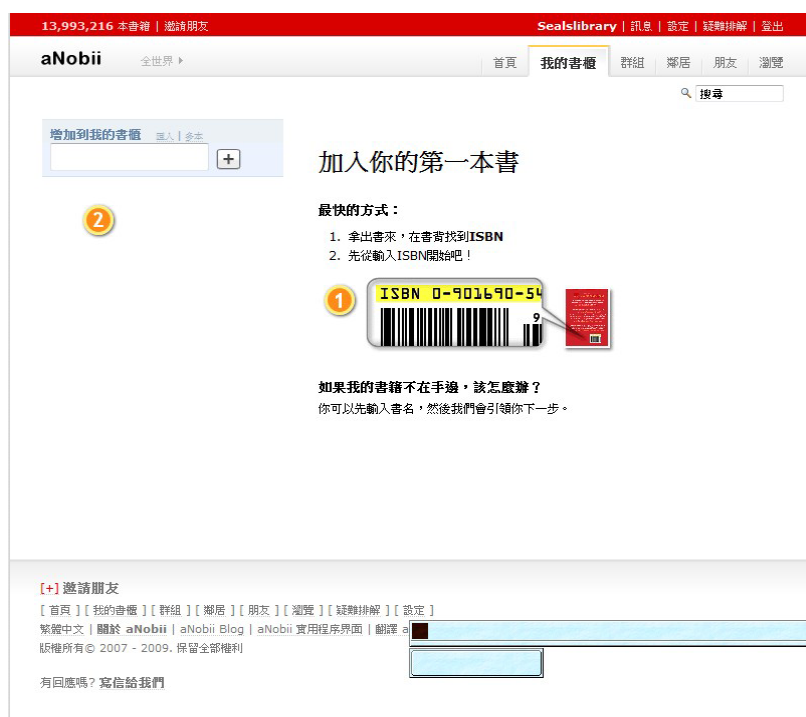 13,993,216 本書籍 | 邀請朋友
Sealslibrary | 訊息 | 設定 | 疑難排解 | 登出
aNobii 全世界
首頁 我的書櫃 群組 鄰居 朋友 瀏覽
搜尋
增加到我的書櫃 匯入 | 多本
+
加入你的第一本書
2
最快的方式：
1. 拿出書來，在書背找到ISBN
2. 先從輸入ISBN開始吧！
1
ISBN 0-901690-54
9
如果我的書籍不在手邊，該怎麼辦？
你可以先輸入書名，然後我們會引領你下一步。
[+] 邀請朋友
[ 首頁 ] [ 我的書櫃 ] [ 群組 ] [ 鄰居 ] [ 朋友 ] [ 瀏覽 ] [ 疑難排解 ] [ 設定 ]
繁體中文 | 關於 aNobii | aNobii Blog | aNobii 實用程序界面 | 翻譯 a
版權所有© 2007 - 2009. 保留全部權利
有回應嗎? 寫信給我們